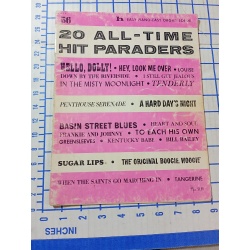 56
EASY
20 ALL-TIME
HIT PARADERS
HELLO, DOLLY! • HEY, LOOK ME OVER • LOUISE
DOWN BY THE RIVERSIDE • I STILL GET JEALOUS
IN THE MISTY MOONLIGHT • TENDERLY
PENTHOUSE SERENADE • A HARD DAY'S NIGHT
BASIN STREET BLUES • HEART AND SOUL
FRANKIE AND JOHNNY • TO EACH HIS OWN
GREENSLEEVES • KENTUCKY BABE • BILL BAILEY
SUGAR LIPS • THE ORIGINAL BOOGIE WOOGIE
WHEN THE SAINTS GO MARCHING IN • TANGERINE